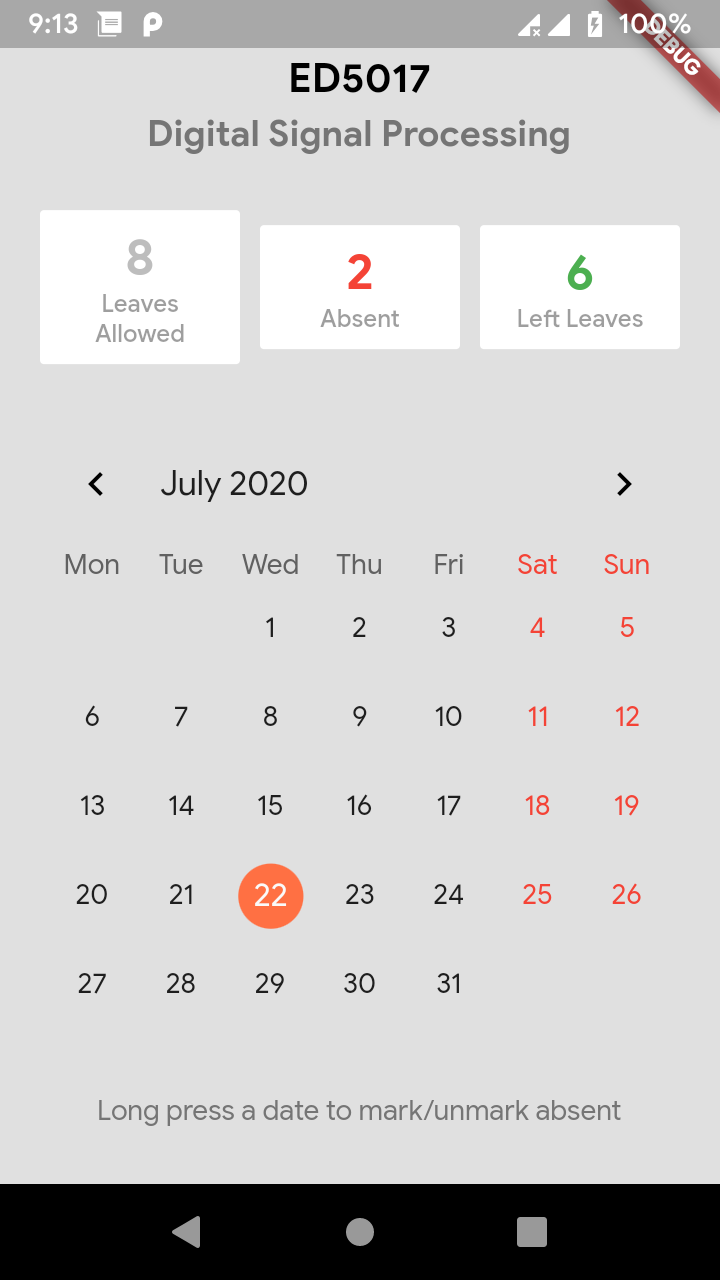 9:13 100%
DEBUG
ED5017
Digital Signal Processing
8 2 6
Leaves Allowed Absent Left Leaves
July 2020
Mon Tue Wed Thu Fri Sat Sun
1 2 3 4 5
6 7 8 9 10 11 12
13 14 15 16 17 18 19
20 21 22 23 24 25 26
27 28 29 30 31
Long press a date to mark/unmark absent